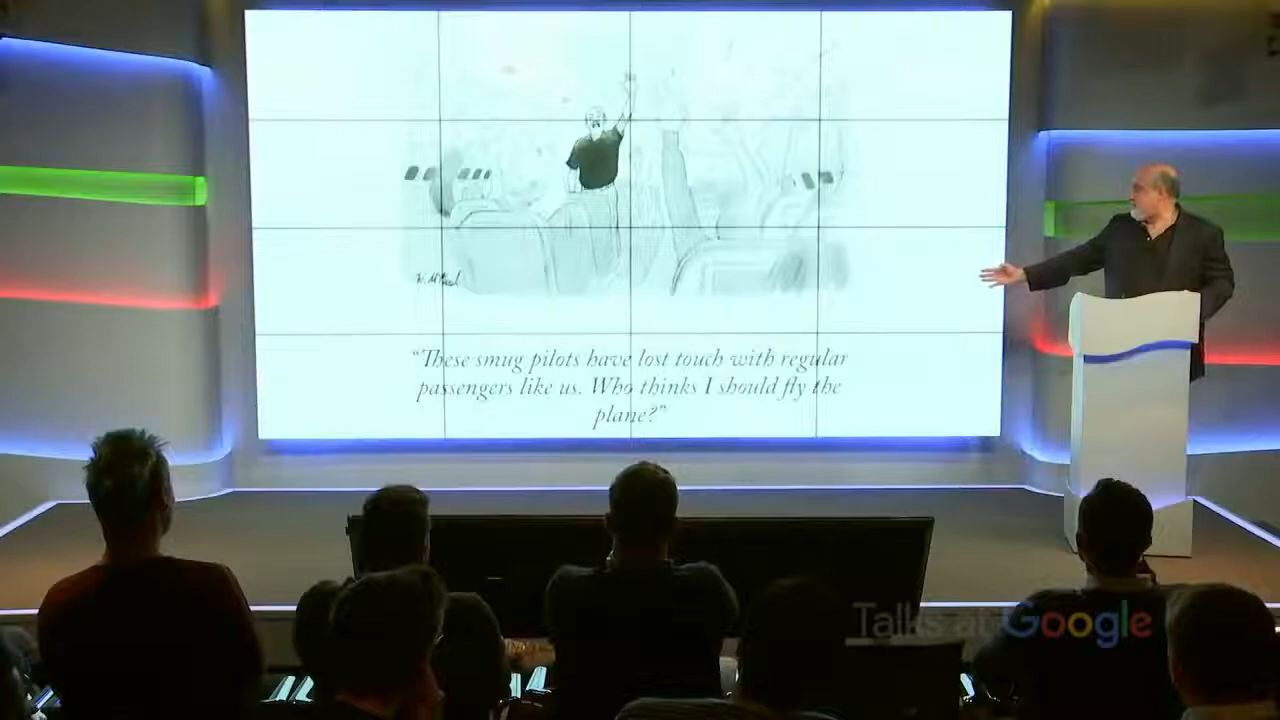 “These smug pilots have lost touch with regular
passengers like us. Who thinks I should fly the
plane?”
Talks at Google